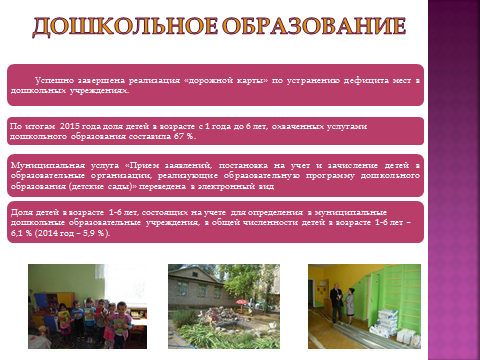 ДОШКОЛЬНОЕ ОБРАЗОВАНИЕ
Успешно завершена реализация «дорожной карты» по устранению дефицита мест в
дошкольных учреждениях.
По итогам 2015 года доля детей в возрасте с 1 года до 6 лет, охваченных услугами
дошкольного образования составила 67 %.
Муниципальная услуга «Прием заявлений, постановка на учет и зачисление детей в
образовательные организации, реализующие образовательную программу дошкольного
образования (детские сады)» переведена в электронный вид
Доля детей в возрасте 1-6 лет, состоящих на учете для определения в муниципальные
дошкольные образовательные учреждения, в общей численности детей в возрасте 1-6 лет –
6,1 % (2014 год – 5,9 %).